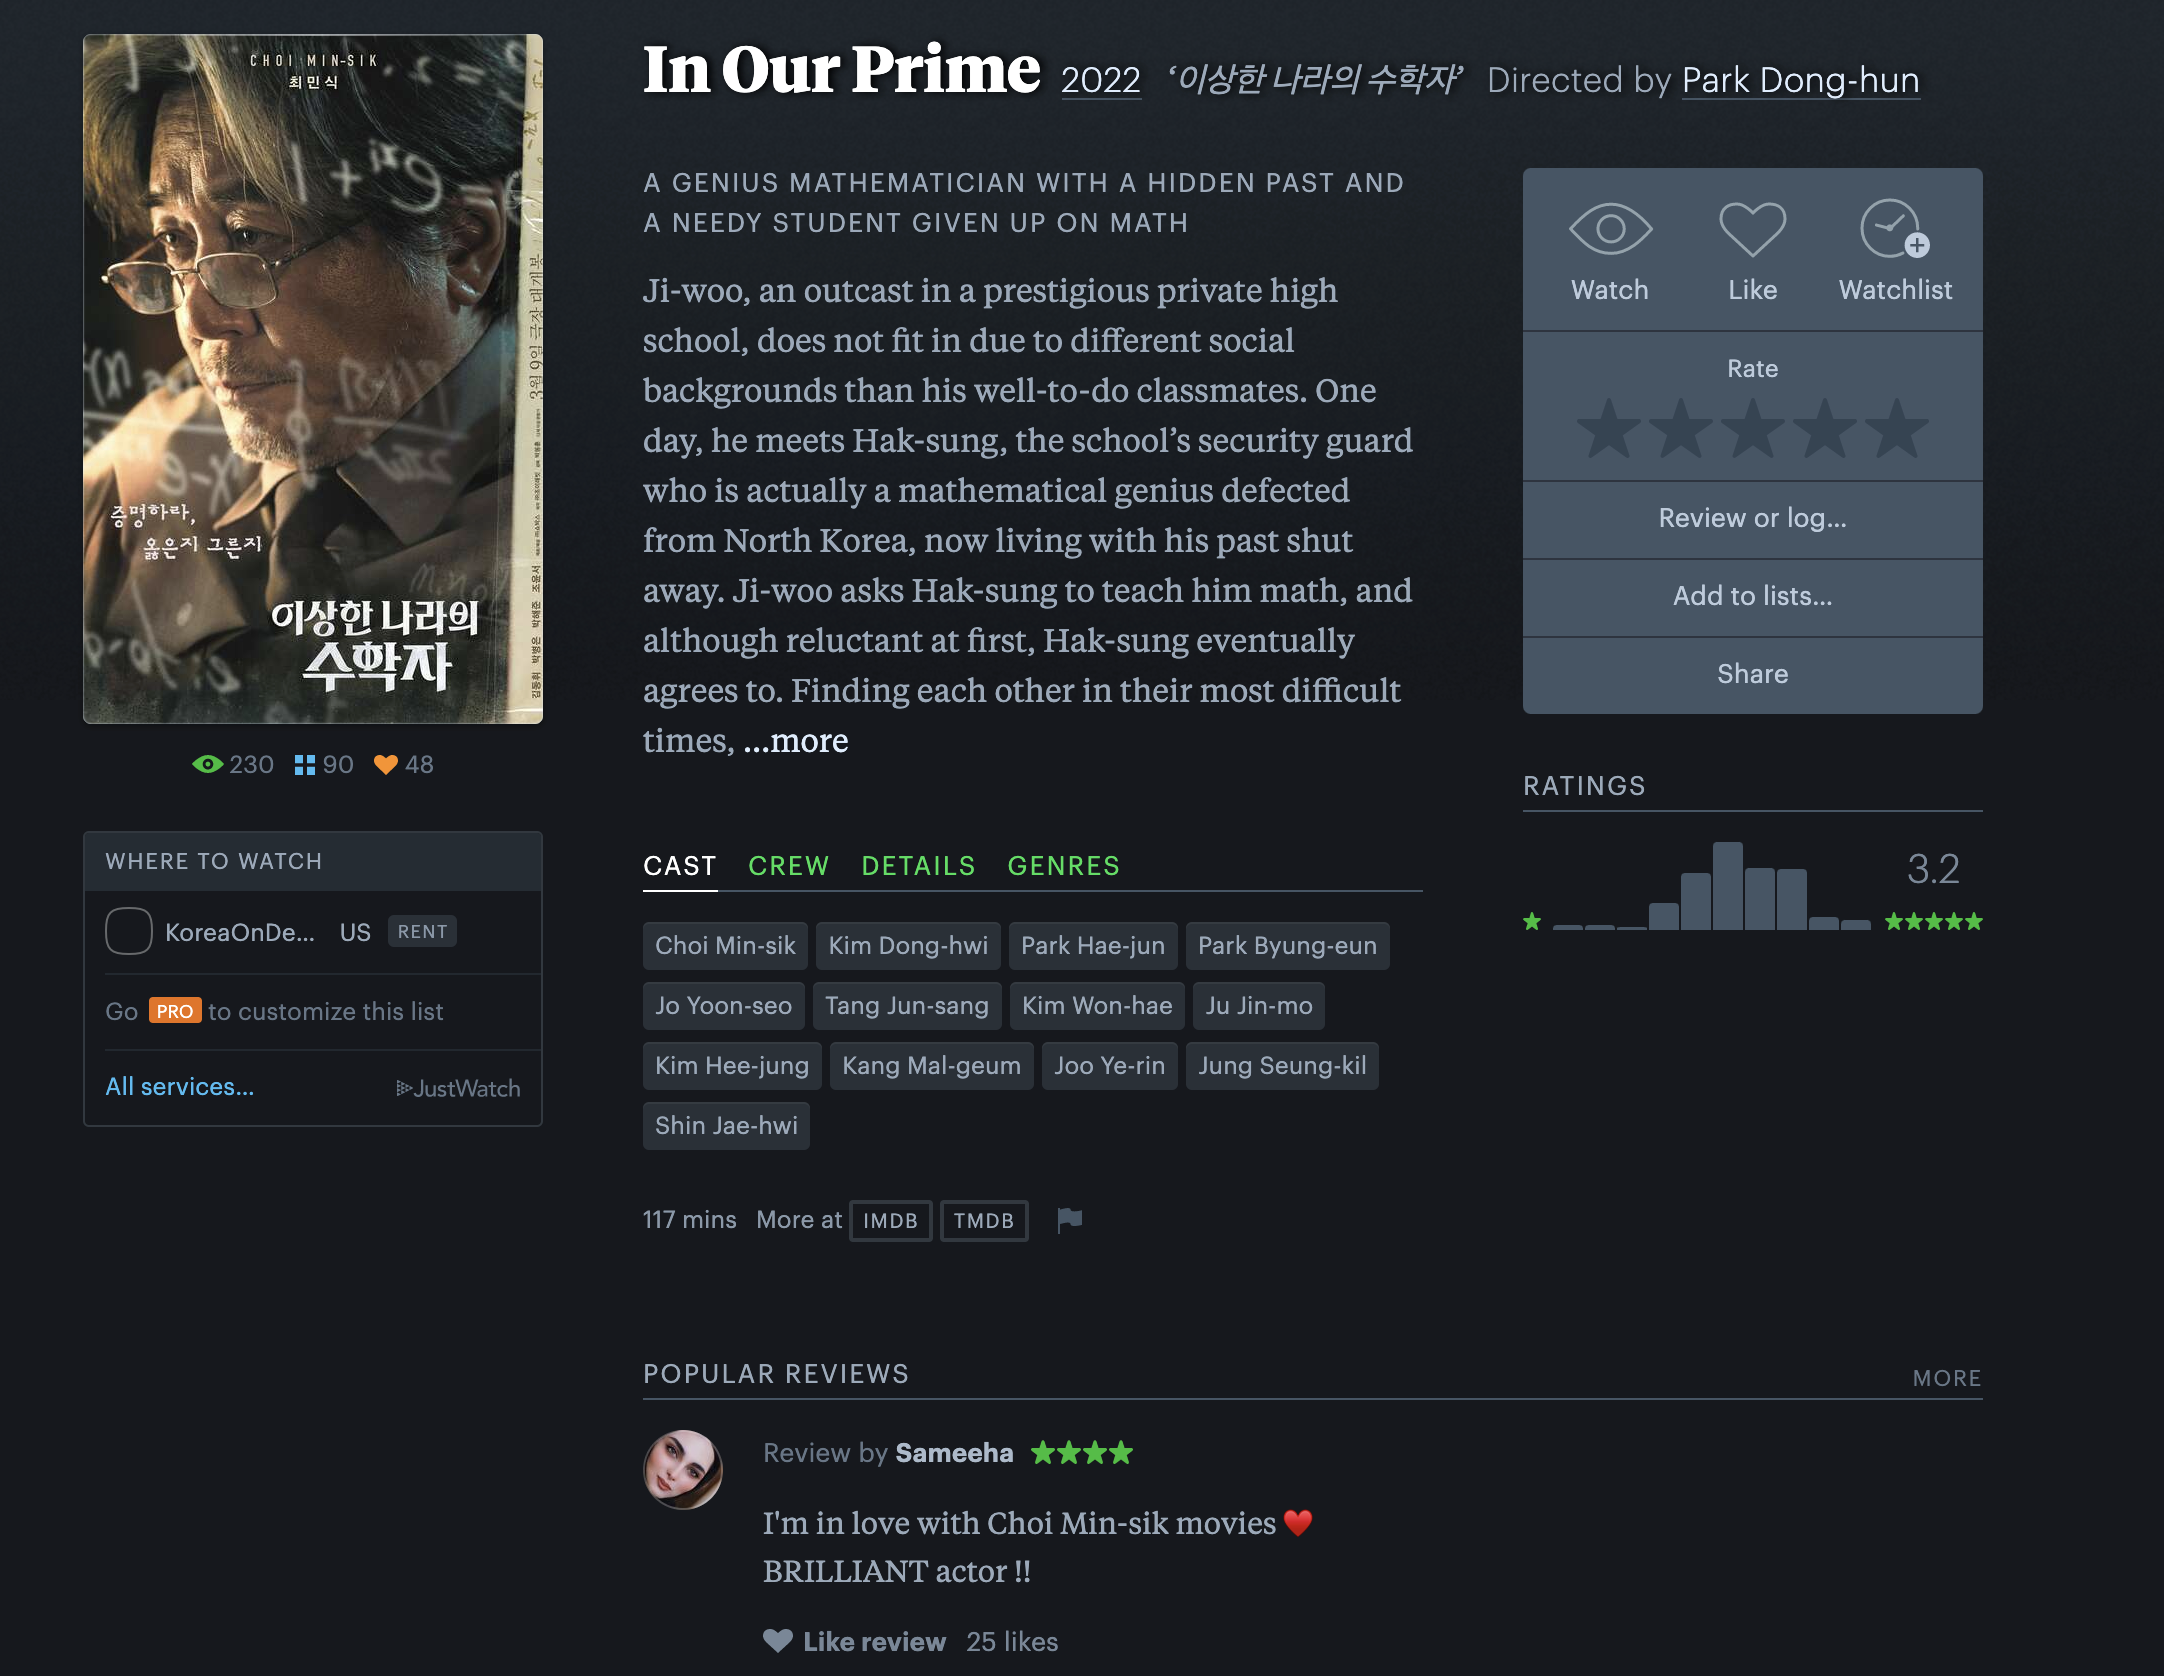 CHOI MIN-SIK
최민식
증명하라,
옳은지 그른지
이상한 나라의
수학자
230 90 48
WHERE TO WATCH
KoreaOnDe... US RENT
Go PRO to customize this list
All services... JustWatch
In Our Prime 2022 ‘이상한 나라의 수학자’ Directed by Park Dong-hun
A GENIUS MATHEMATICIAN WITH A HIDDEN PAST AND
A NEEDY STUDENT GIVEN UP ON MATH
Ji-woo, an outcast in a prestigious private high
school, does not fit in due to different social
backgrounds than his well-to-do classmates. One
day, he meets Hak-sung, the school’s security guard
who is actually a mathematical genius defected
from North Korea, now living with his past shut
away. Ji-woo asks Hak-sung to teach him math, and
although reluctant at first, Hak-sung eventually
agrees to. Finding each other in their most difficult
times, ...more
CAST CREW DETAILS GENRES
Choi Min-sik Kim Dong-hwi Park Hae-jun Park Byung-eun
Jo Yoon-seo Tang Jun-sang Kim Won-hae Ju Jin-mo
Kim Hee-jung Kang Mal-geum Joo Ye-rin Jung Seung-kil
Shin Jae-hwi
117 mins More at IMDB TMDB
Watch Like Watchlist
Rate
Review or log...
Add to lists...
Share
RATINGS
3.2
POPULAR REVIEWS MORE
Review by Sameeha ★★★★
I'm in love with Choi Min-sik movies ❤️
BRILLIANT actor !!
Like review 25 likes